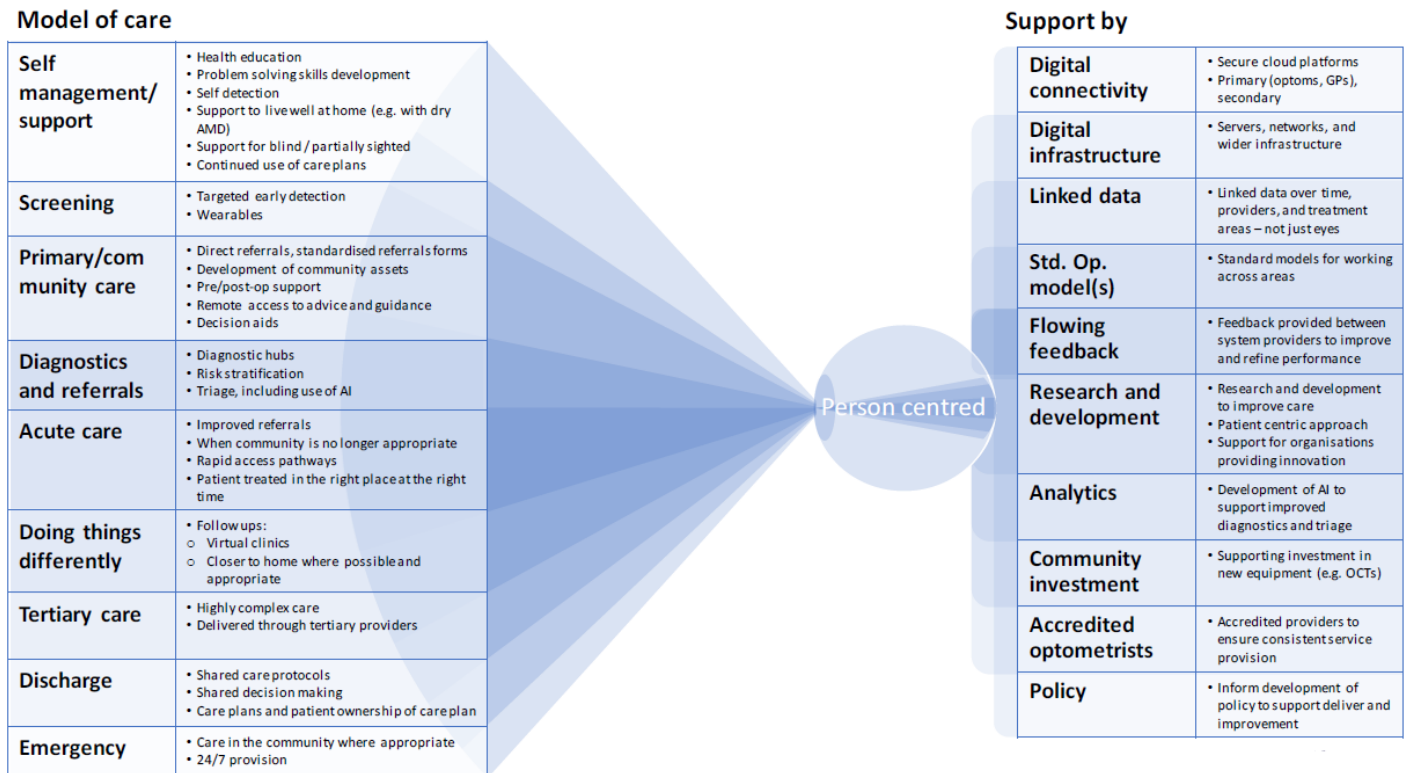 Model of care
Self
management/
support
• Health education
• Problem solving skills development
• Self detection
• Support to live well at home (e.g. with dry
AMD)
• Support for blind / partially sighted
• Continued use of care plans
Screening
• Targeted early detection
• Wearables
Primary/com
munity care
• Direct referrals, standardised referrals forms
• Development of community assets
• Pre/post-op support
• Remote access to advice and guidance
• Decision aids
Diagnostics
and referrals
• Diagnostic hubs
• Risk stratification
• Triage, including use of AI
Acute care
• Improved referrals
• When community is no longer appropriate
• Rapid access pathways
• Patient treated in the right place at the right
time
Doing things
differently
• Follow ups:
o Virtual clinics
o Closer to home where possible and
appropriate
Tertiary care
• Highly complex care
• Delivered through tertiary providers
Discharge
• Shared care protocols
• Shared decision making
• Care plans and patient ownership of care plan
Emergency
• Care in the community where appropriate
• 24/7 provision
Person centred
Support by
Digital
connectivity
• Secure cloud platforms
• Primary (optoms, GPs),
secondary
Digital
infrastructure
• Servers, networks, and
wider infrastructure
Linked data
• Linked data over time,
providers, and treatment
areas – not just eyes
Std. Op.
model(s)
• Standard models for working
across areas
Flowing
feedback
• Feedback provided between
system providers to improve
and refine performance
Research and
development
• Research and development
to improve care
• Patient centric approach
• Support for organisations
providing innovation
Analytics
• Development of AI to
support improved
diagnostics and triage
Community
investment
• Supporting investment in
new equipment (e.g. OCTs)
Accredited
optometrists
• Accredited providers to
ensure consistent service
provision
Policy
• Inform development of
policy to support deliver and
improvement